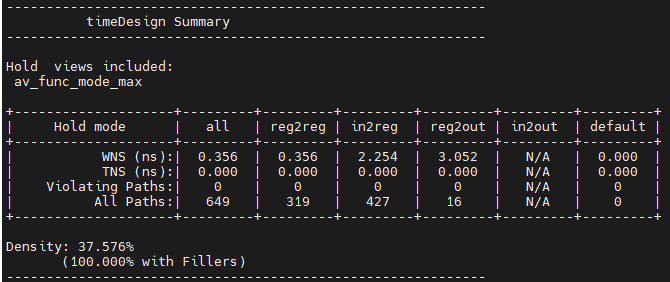 ------------------------------------------------------------
          timeDesign Summary
------------------------------------------------------------
Hold  views included:
 av_func_mode_max
+--------------------+---------+---------+---------+---------+---------+---------+
|     Hold mode      |   all   | reg2reg | in2reg  | reg2out | in2out  | default |
+--------------------+---------+---------+---------+---------+---------+---------+
|           WNS (ns):|  0.356  |  0.356  |  2.254  |  3.052  |   N/A   |  0.000  |
|           TNS (ns):|  0.000  |  0.000  |  0.000  |  0.000  |   N/A   |  0.000  |
|    Violating Paths:|    0    |    0    |    0    |    0    |   N/A   |    0    |
|          All Paths:|   649   |   319   |   427   |   16    |   N/A   |    0    |
+--------------------+---------+---------+---------+---------+---------+---------+
Density: 37.576%
       (100.000% with Fillers)
------------------------------------------------------------